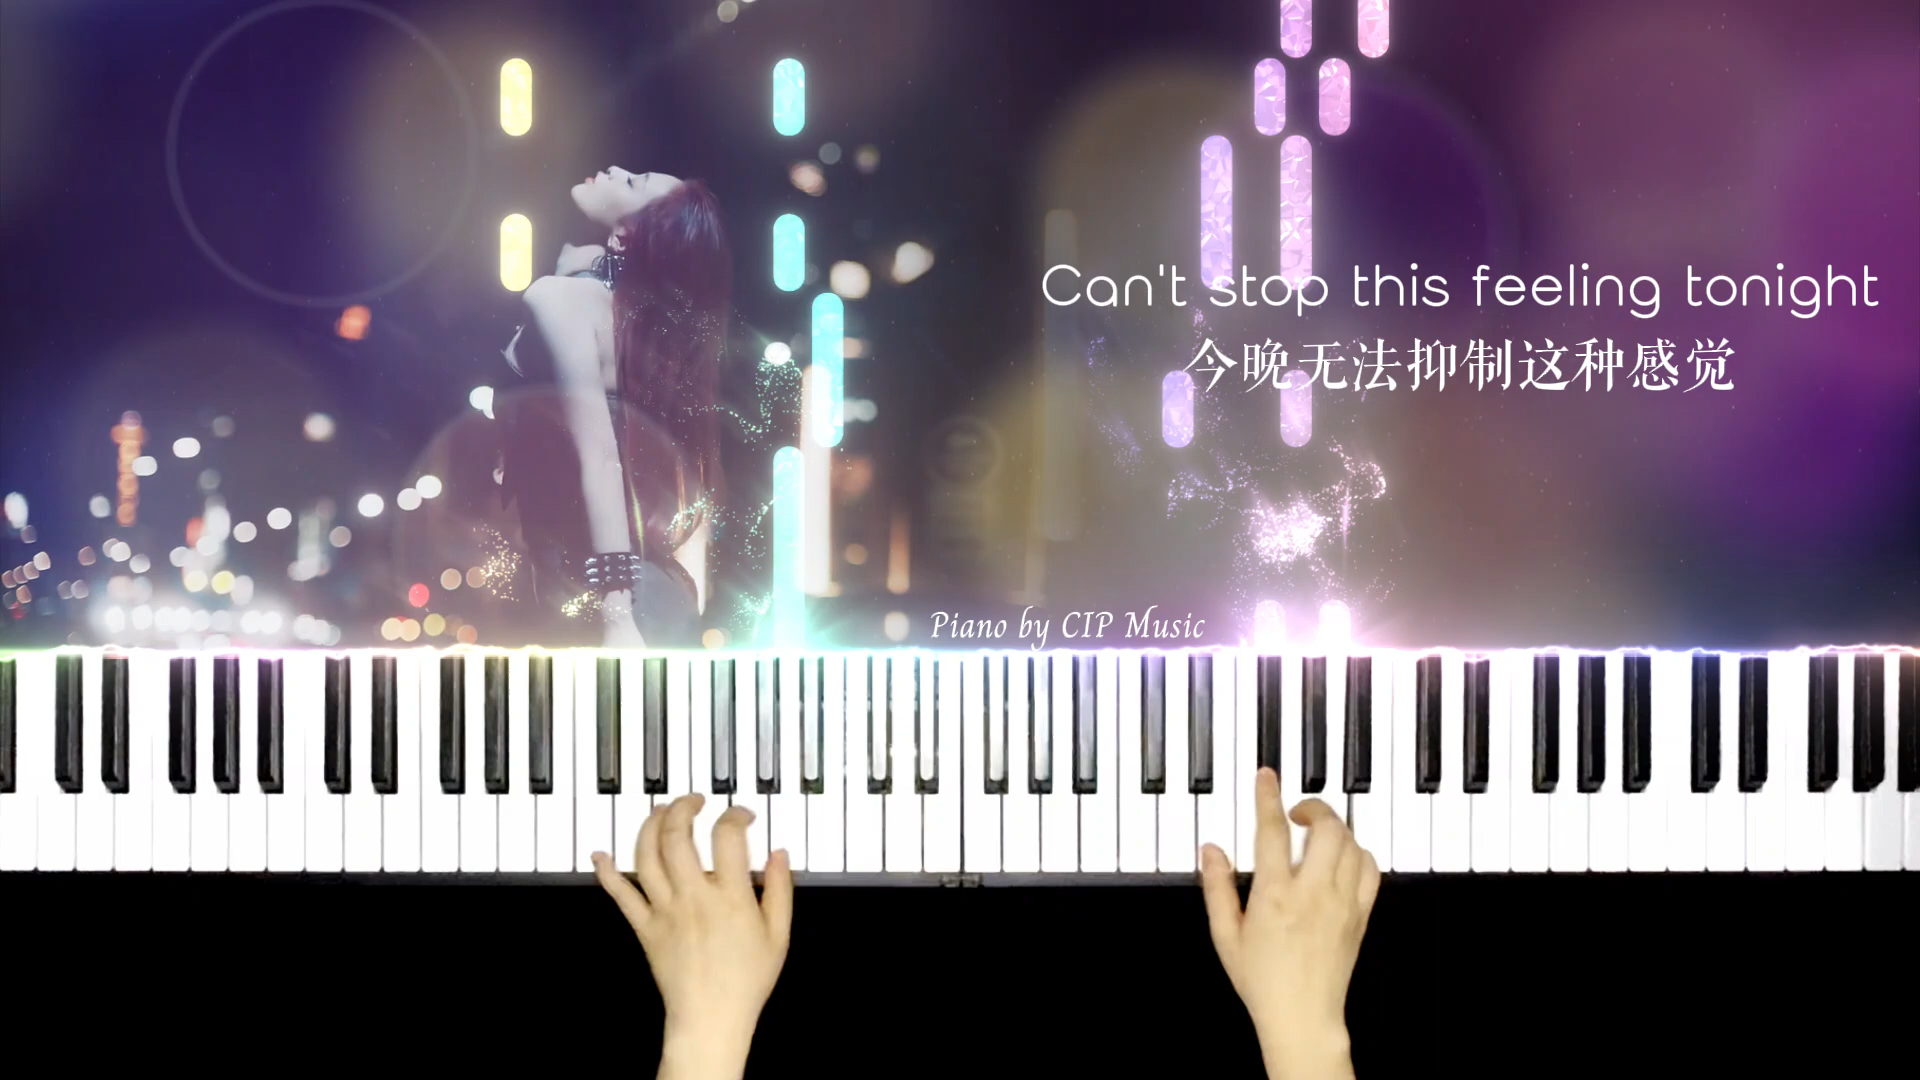 Can't stop this feeling tonight
今晚无法抑制这种感觉
Piano by CIP Music